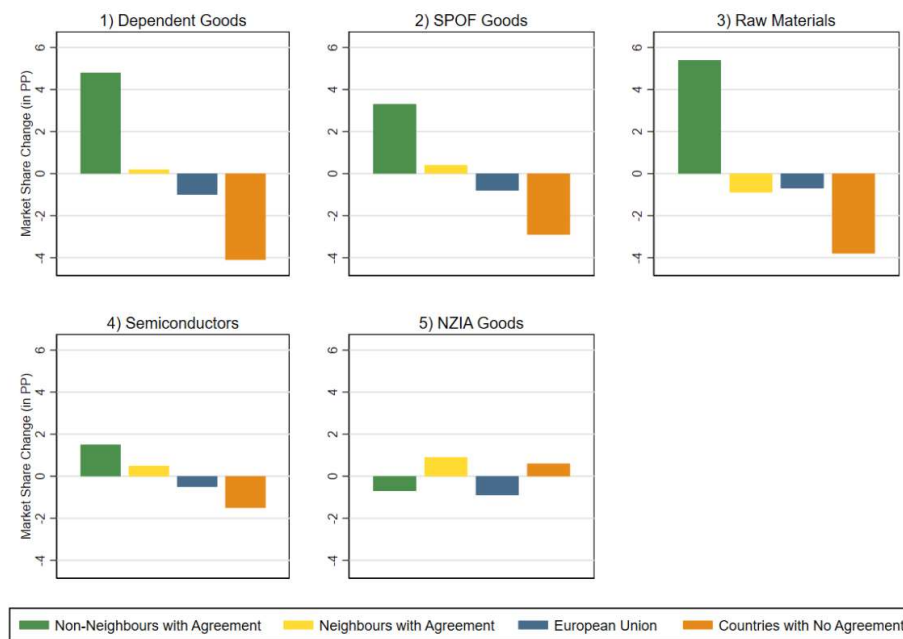 1) Dependent Goods
2) SPOF Goods
3) Raw Materials
Market Share Change (in PP)
6
4
2
0
-2
-4
6
4
2
0
-2
-4
6
4
2
0
-2
-4
4) Semiconductors
5) NZIA Goods
Market Share Change (in PP)
6
4
2
0
-2
-4
6
4
2
0
-2
-4
Non-Neighbours with Agreement
Neighbours with Agreement
European Union
Countries with No Agreement